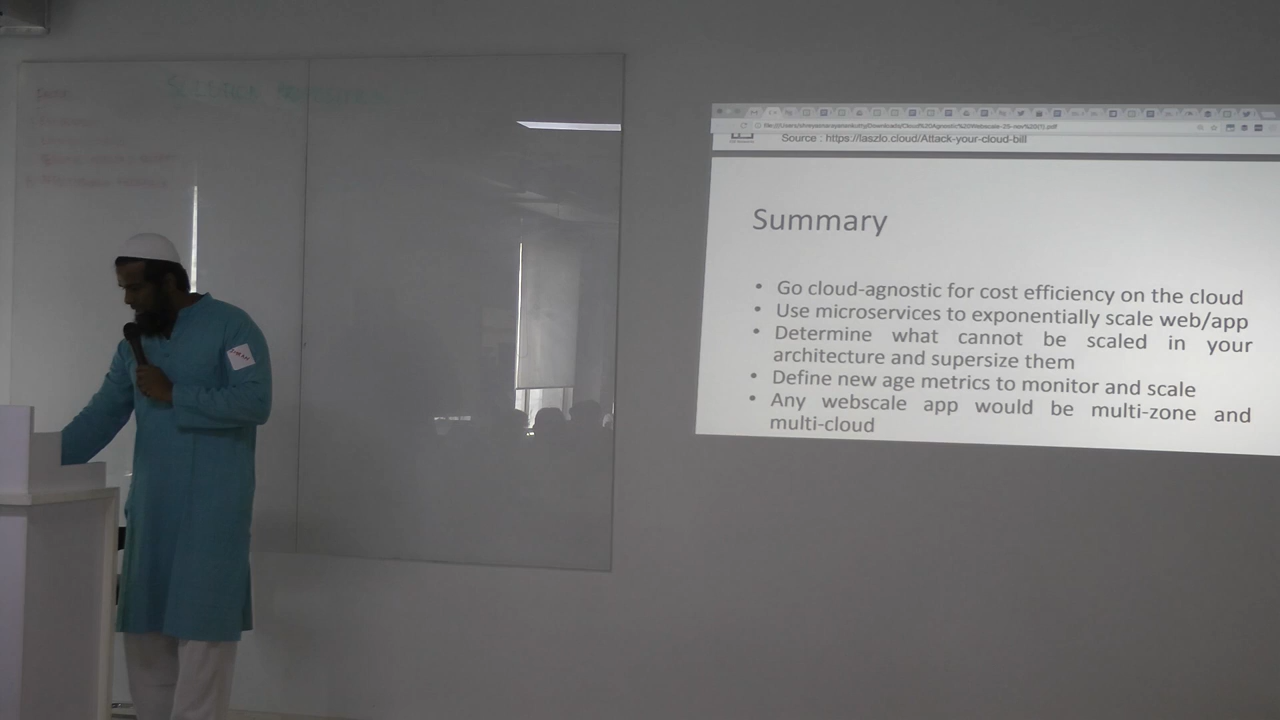 Source : https://laszlo.cloud/Attack-your-cloud-bill
Summary
• Go cloud-agnostic for cost efficiency on the cloud
• Use microservices to exponentially scale web/app
• Determine what cannot be scaled in your
architecture and supersize them
• Define new age metrics to monitor and scale
• Any webscale app would be multi-zone and
multi-cloud